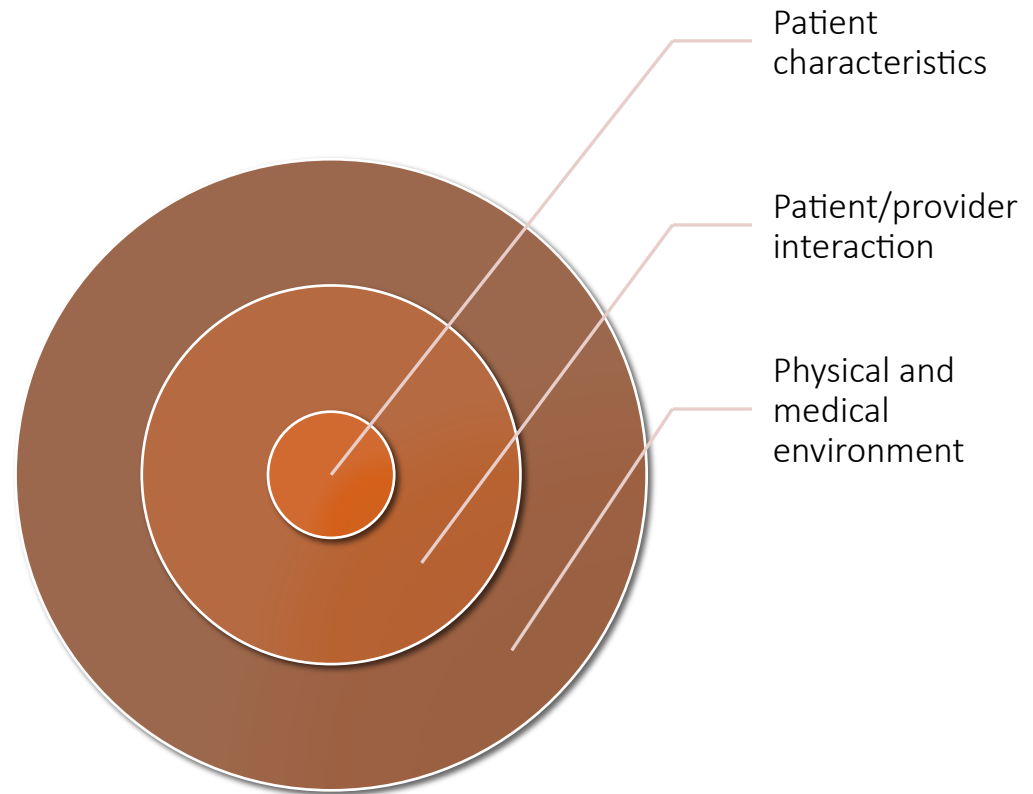 Patient
characteristics
Patient/provider
interaction
Physical and
medical
environment